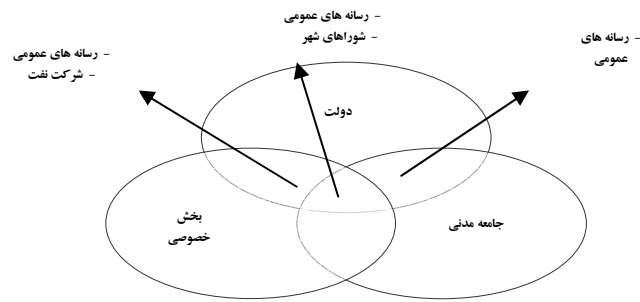 - رسانه های عمومی
- شوراهای شهر
- رسانه های
عمومی
- رسانه های عمومی
- شرکت نفت
دولت
بخش
خصوصی
جامعه مدنی